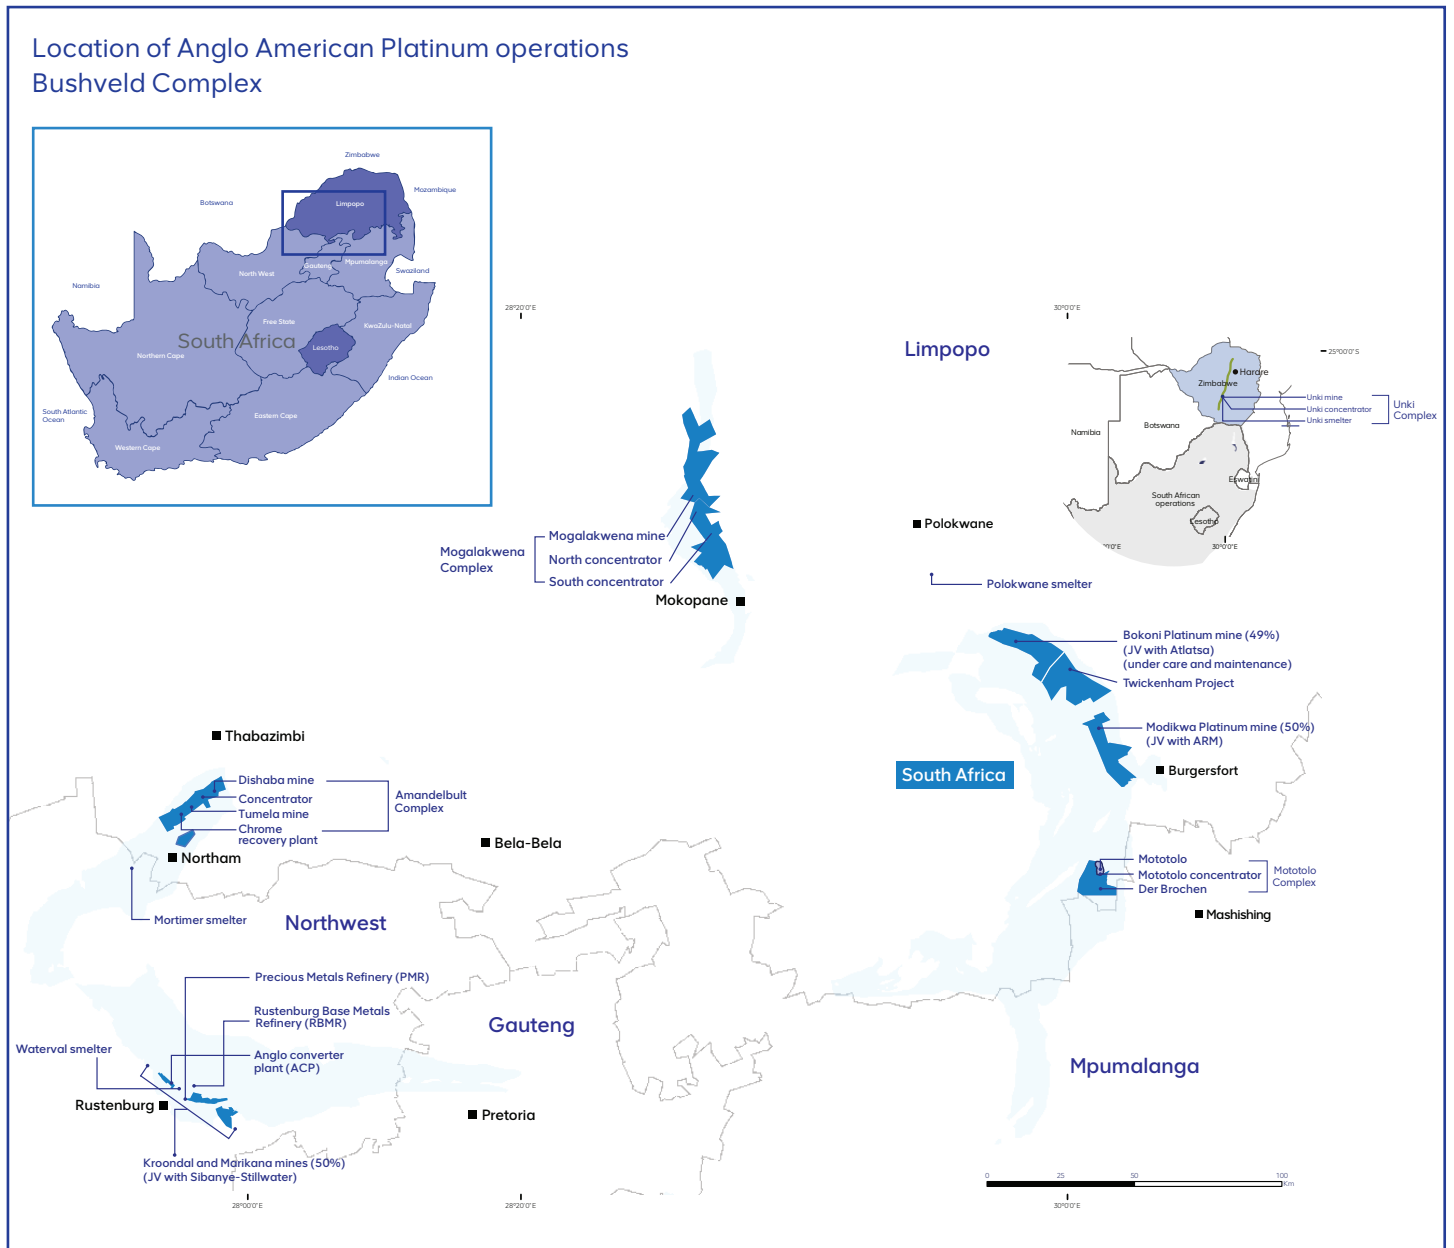 Location of Anglo American Platinum operations
Bushveld Complex
Zimbabwe
Mozambique
Botswana
Limpopo
North West
Gauteng
Mpumalanga
Swaziland
Namibia
Free State
KwaZulu-Natal
South Africa
Northern Cape
Lesotho
Indian Ocean
South Atlantic
Ocean
Eastern Cape
Western Cape
28°20'0"E
30°0'0"E
Limpopo
25°00'0"S
Harare
Zimbabwe
Unki mine
Unki concentrator
Unki smelter
Unki
Complex
Namibia
Botswana
Eswatini
South African
operations
Lesotho
30°0'0"E
Polokwane
Polokwane smelter
Mogalakwena
Complex
Mogalakwena mine
North concentrator
South concentrator
Mokopane
Bokoni Platinum mine (49%)
(JV with Atlatsa)
(under care and maintenance)
Twickenham Project
Modikwa Platinum mine (50%)
(JV with ARM)
South Africa
Burgersfort
Thabazimbi
Dishaba mine
Concentrator
Tumela mine
Chrome
recovery plant
Amandelbult
Complex
Northam
Bela-Bela
Mototolo
Mototolo concentrator
Der Brochen
Mototolo
Complex
Mashishing
Mortimer smelter
Northwest
Precious Metals Refinery (PMR)
Rustenburg Base Metals
Refinery (RBMR)
Gauteng
Waterval smelter
Anglo converter
plant (ACP)
Mpumalanga
Rustenburg
Pretoria
Kroondal and Marikana mines (50%)
(JV with Sibanye-Stillwater)
0 25 50 100
Km
28°00'0"E
28°20'0"E
30°0'0"E